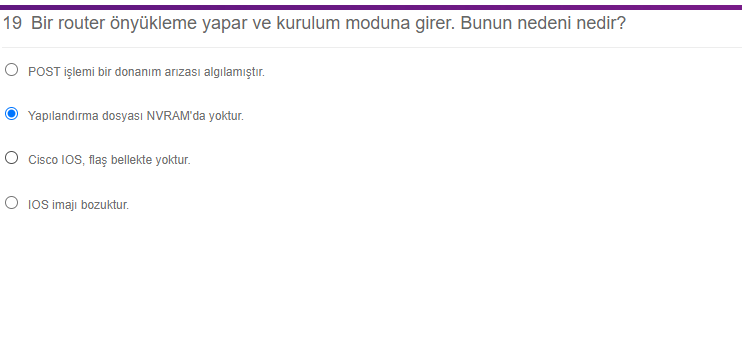 19 Bir router önyükleme yapar ve kurulum moduna girer. Bunun nedeni nedir?
POST işlemi bir donanım arızası algılamıştır.
Yapılandırma dosyası NVRAM'da yoktur.
Cisco IOS, flaş bellekte yoktur.
IOS imajı bozuktur.